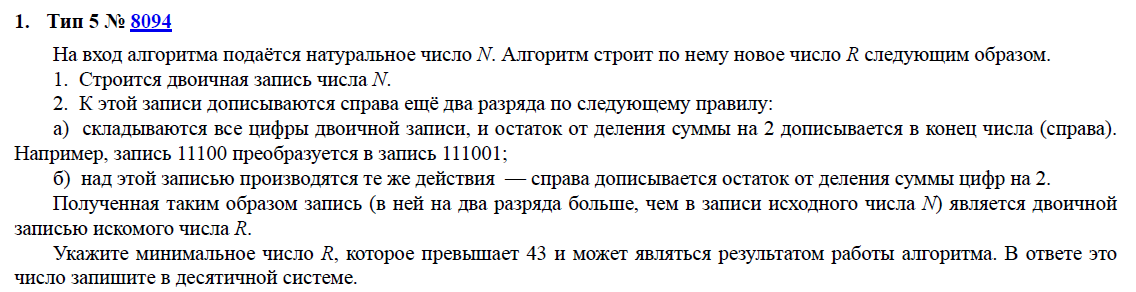 1. Тип 5 № 8094
На вход алгоритма подаётся натуральное число N. Алгоритм строит по нему новое число R следующим образом.
1. Строится двоичная запись числа N.
2. К этой записи дописываются справа ещё два разряда по следующему правилу:
а) складываются все цифры двоичной записи, и остаток от деления суммы на 2 дописывается в конец числа (справа).
Например, запись 11100 преобразуется в запись 111001;
б) над этой записью производятся те же действия — справа дописывается остаток от деления суммы цифр на 2.
Полученная таким образом запись (в ней на два разряда больше, чем в записи исходного числа N) является двоичной
записью искомого числа R.
Укажите минимальное число R, которое превышает 43 и может являться результатом работы алгоритма. В ответе это
число запишите в десятичной системе.